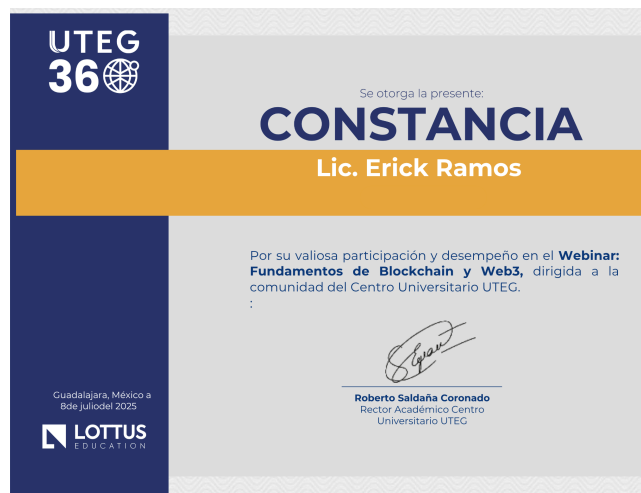 UTEG
36
Se otorga la presente:
CONSTANCIA
Lic. Erick Ramos
Por su valiosa participación y desempeño en el Webinar:
Fundamentos de Blockchain y Web3, dirigida a la
comunidad del Centro Universitario UTEG.
:
Roberto Saldaña Coronado
Rector Académico Centro
Universitario UTEG
Guadalajara, México a
8de juliodel 2025
LOTTUS
EDUCATION